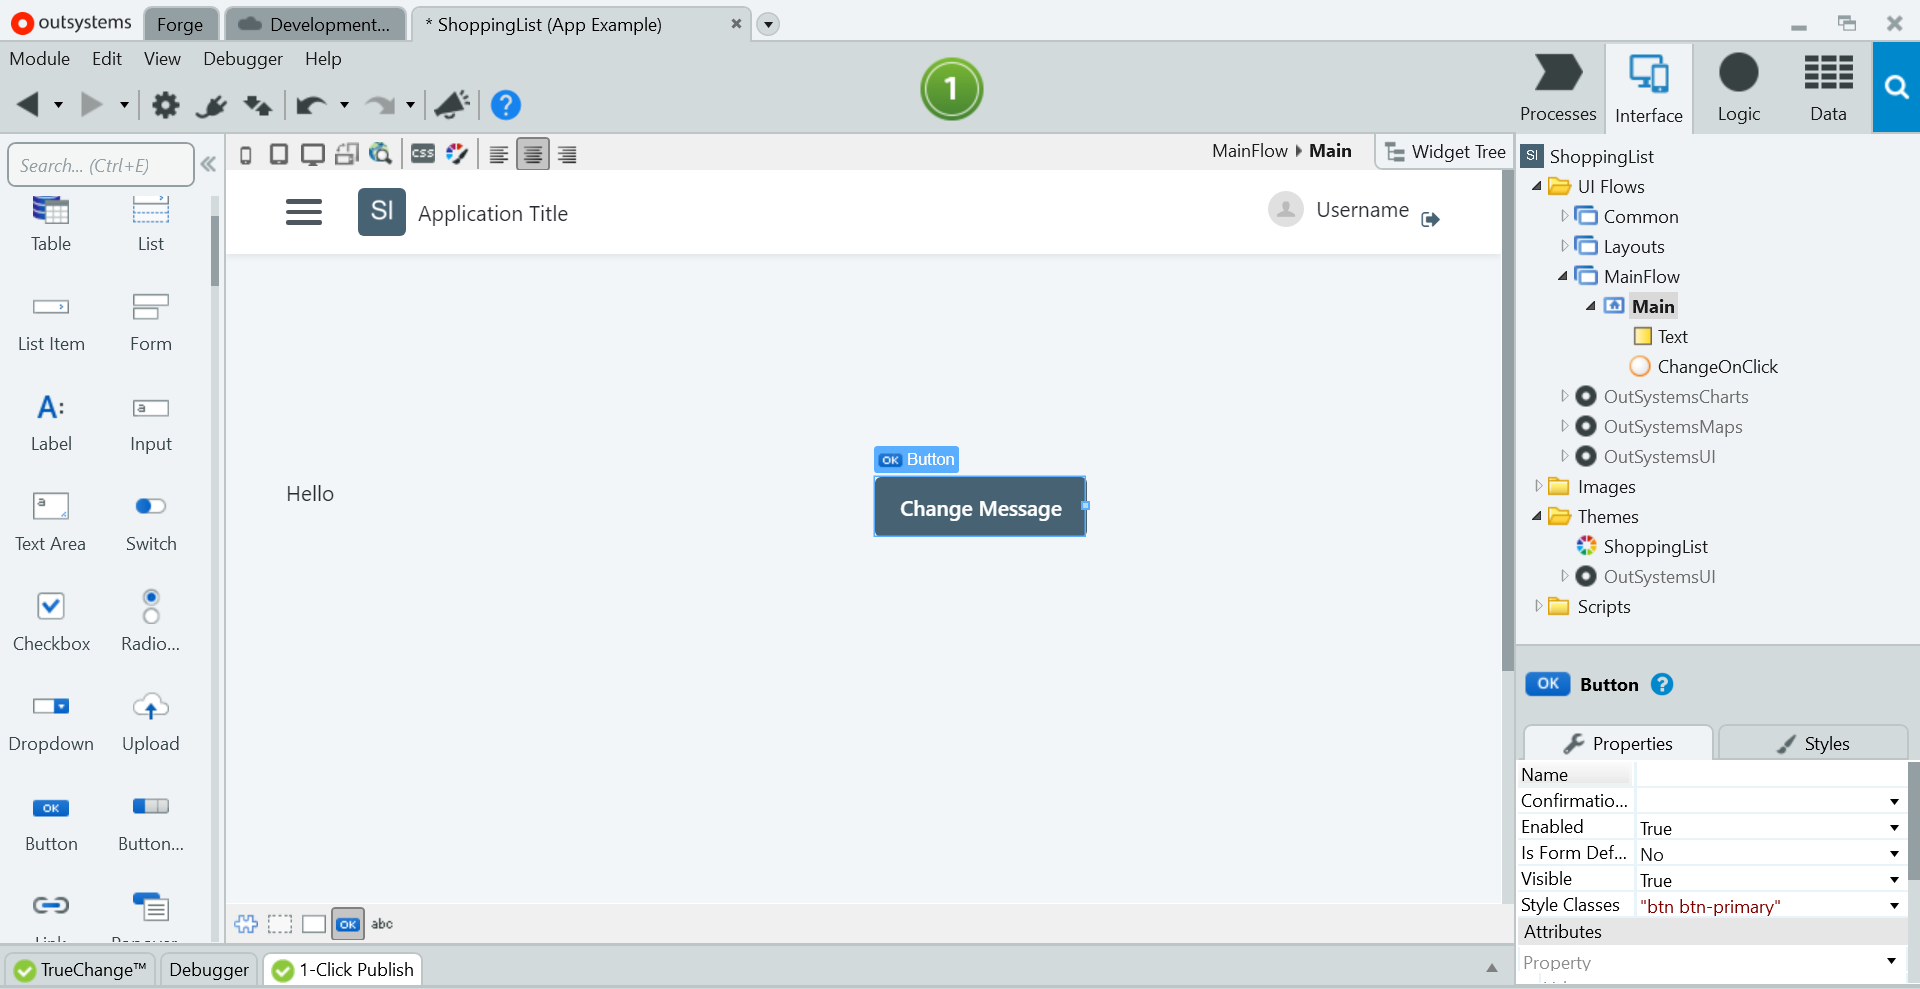 outsystems
Forge
Development...
* ShoppingList (App Example)
Module Edit View Debugger Help
1
Processes
Interface
Logic
Data
Search... (Ctrl+E)
css
MainFlow Main
Widget Tree
Table
List
List Item
Form
A:
Label
a
Input
a
Text Area
Switch
Checkbox
Radio...
Dropdown
Upload
OK
Button
Button...
SI
Application Title
Username
Hello
OK Button
Change Message
OK
abc
SI ShoppingList
UI Flows
Common
Layouts
MainFlow
Main
Text
ChangeOnClick
OutSystemsCharts
OutSystemsMaps
OutSystemsUI
Images
Themes
ShoppingList
OutSystemsUI
Scripts
OK Button ?
Properties
Styles
Name
Confirmatio...
Enabled True
Is Form Def... No
Visible True
Style Classes "btn btn-primary"
Attributes
Property
TrueChange™
Debugger
1-Click Publish